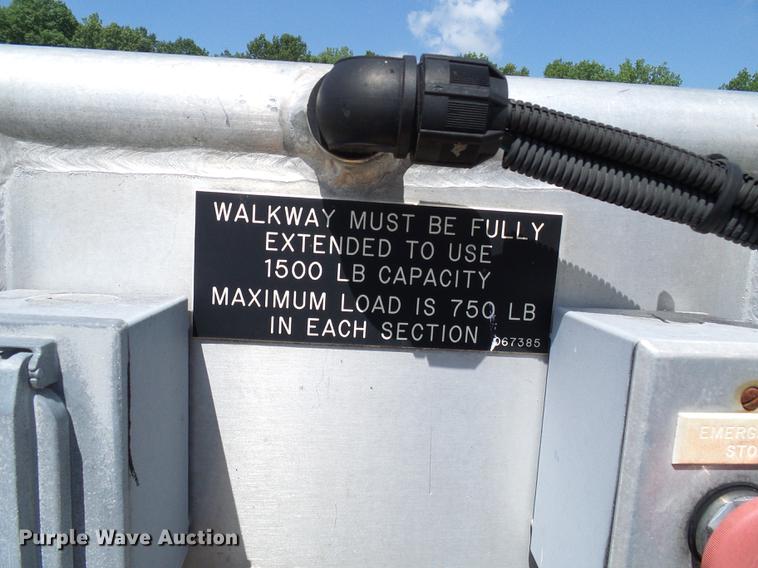 WALKWAY MUST BE FULLY
EXTENDED TO USE
1500 LB CAPACITY
MAXIMUM LOAD IS 750 LB
IN EACH SECTION 067385
EMERG
STO
Purple Wave Auction